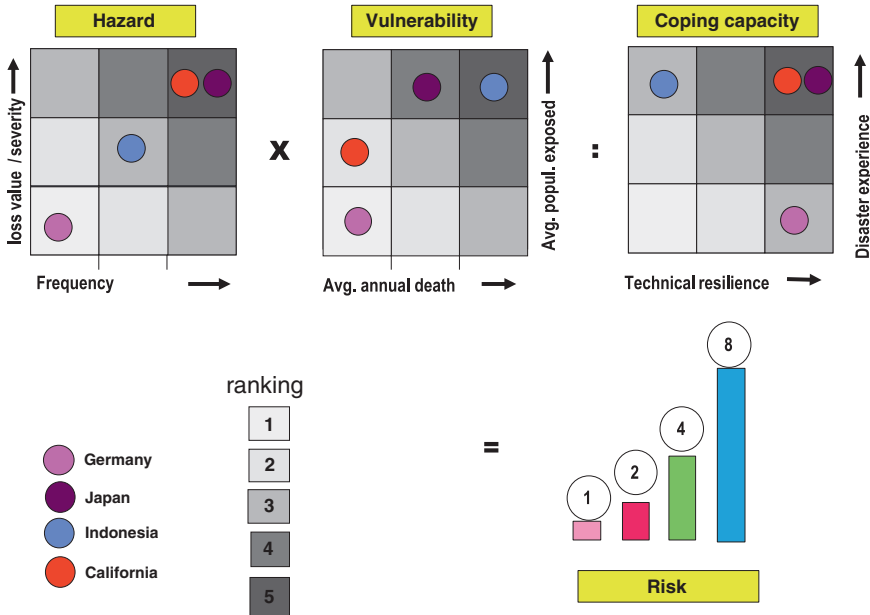 Hazard
Vulnerability
Coping capacity
loss value / severity
Frequency
x
Avg. annual death
Avg. popul. exposed
:
Technical resilience
Disaster experience
ranking
1
2
3
4
5
Germany
Japan
Indonesia
California
=
1
2
4
8
Risk